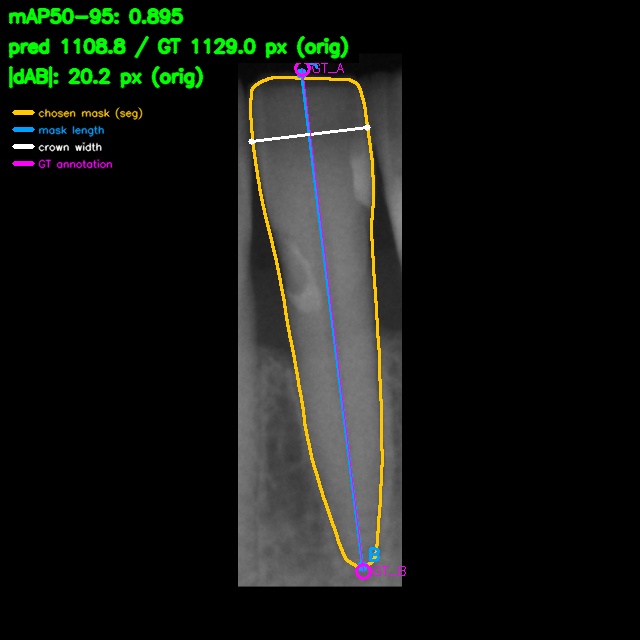 mAP50-95: 0.895
pred 1108.8 / GT 1129.0 px (orig)
|dAB|: 20.2 px (orig)
chosen mask (seg)
mask length
crown width
GT annotation
GT_A
B
GT_B